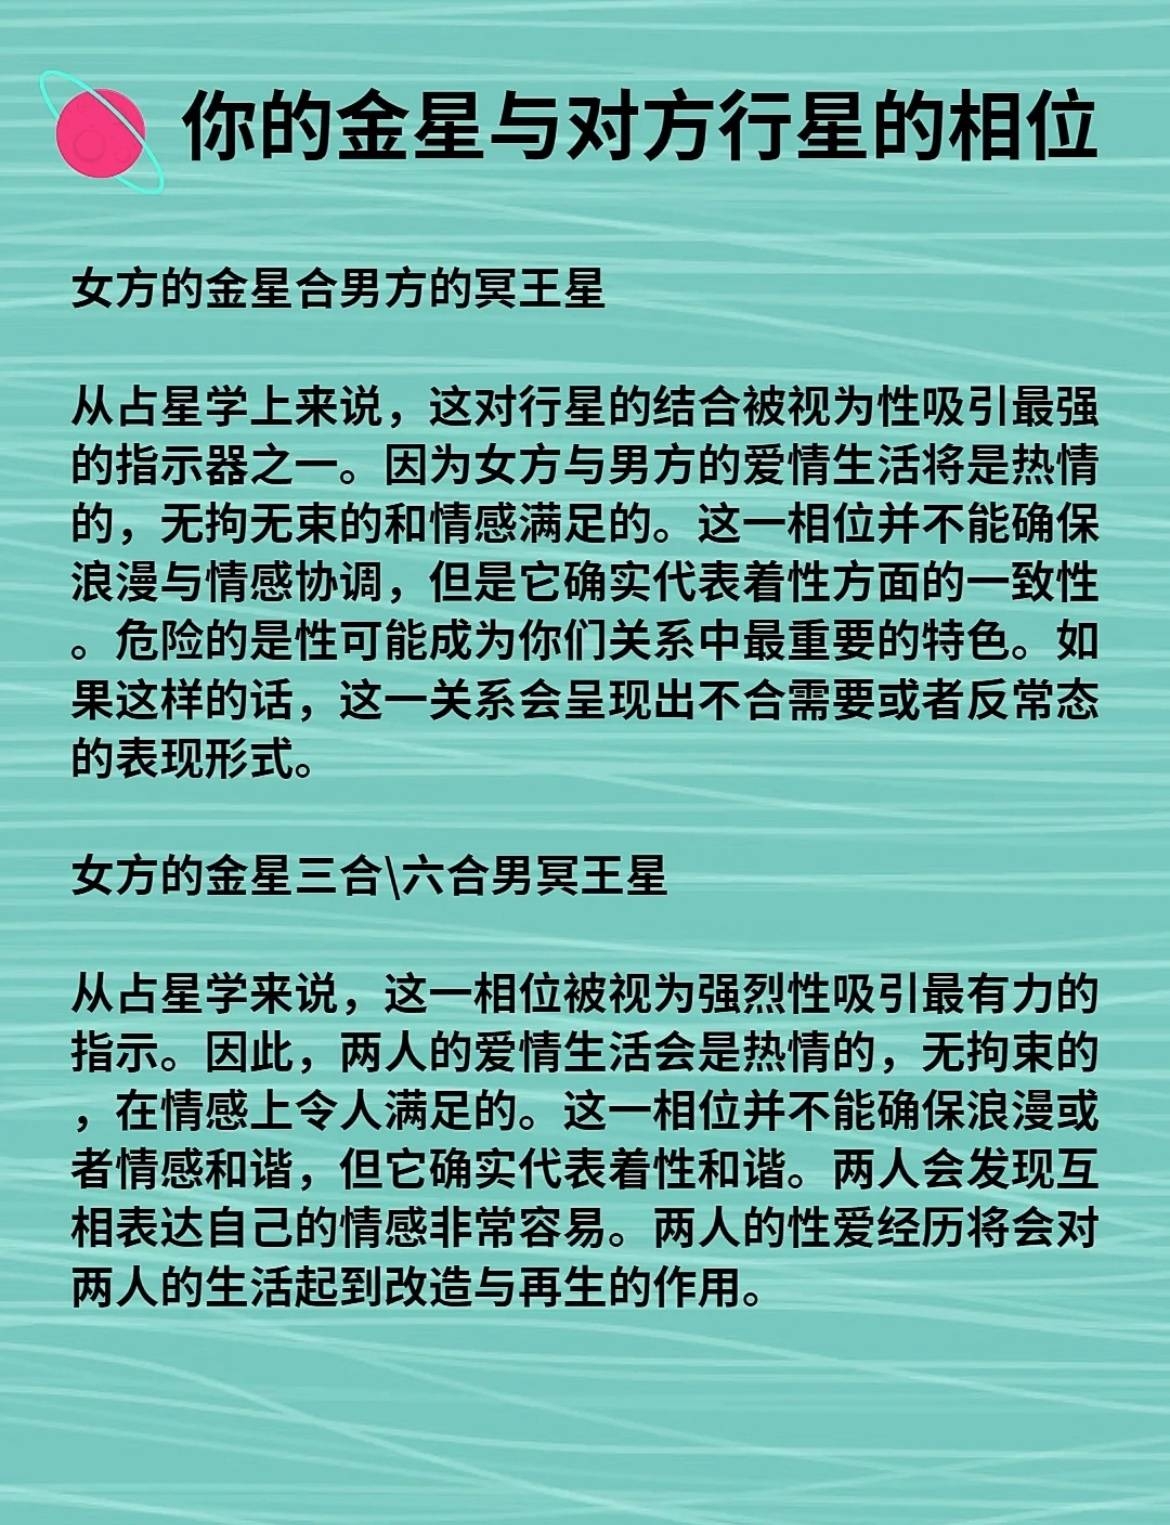 你的金星与对方行星的相位
女方的金星合男方的冥王星
从占星学上来说，这对行星的结合被视为性吸引最强
的指示器之一。因为女方与男方的爱情生活将是热情
的，无拘无束的和情感满足的。这一相位并不能确保
浪漫与情感协调，但是它确实代表着性方面的一致性
。危险的是性可能成为你们关系中最重要的特色。如
果这样的话，这一关系会呈现出不合需要或者反常态
的表现形式。
女方的金星三合\六合男冥王星
从占星学来说，这一相位被视为强烈性吸引最有力的
指示。因此，两人的爱情生活会是热情的，无拘束的
，在情感上令人满足的。这一相位并不能确保浪漫或
者情感和谐，但它确实代表着性和谐。两人会发现互
相表达自己的情感非常容易。两人的性爱经历将会对
两人的生活起到改造与再生的作用。